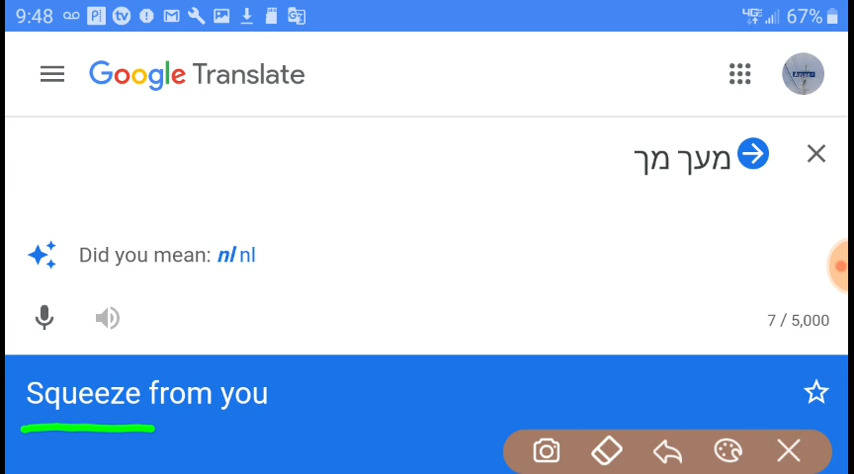 9:48 67%
Google Translate
מעך מך
Did you mean: nl nl
7 / 5,000
Squeeze from you